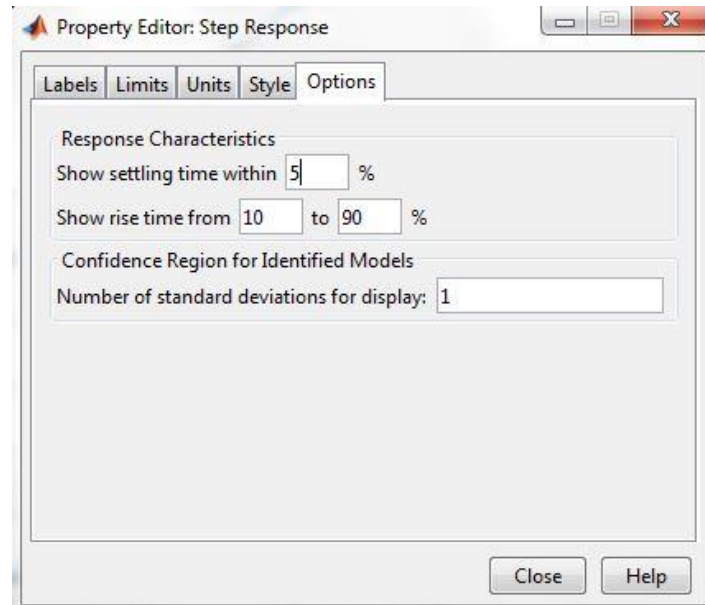 Property Editor: Step Response
Labels Limits Units Style Options
Response Characteristics
Show settling time within 5 %
Show rise time from 10 to 90 %
Confidence Region for Identified Models
Number of standard deviations for display: 1
Close Help